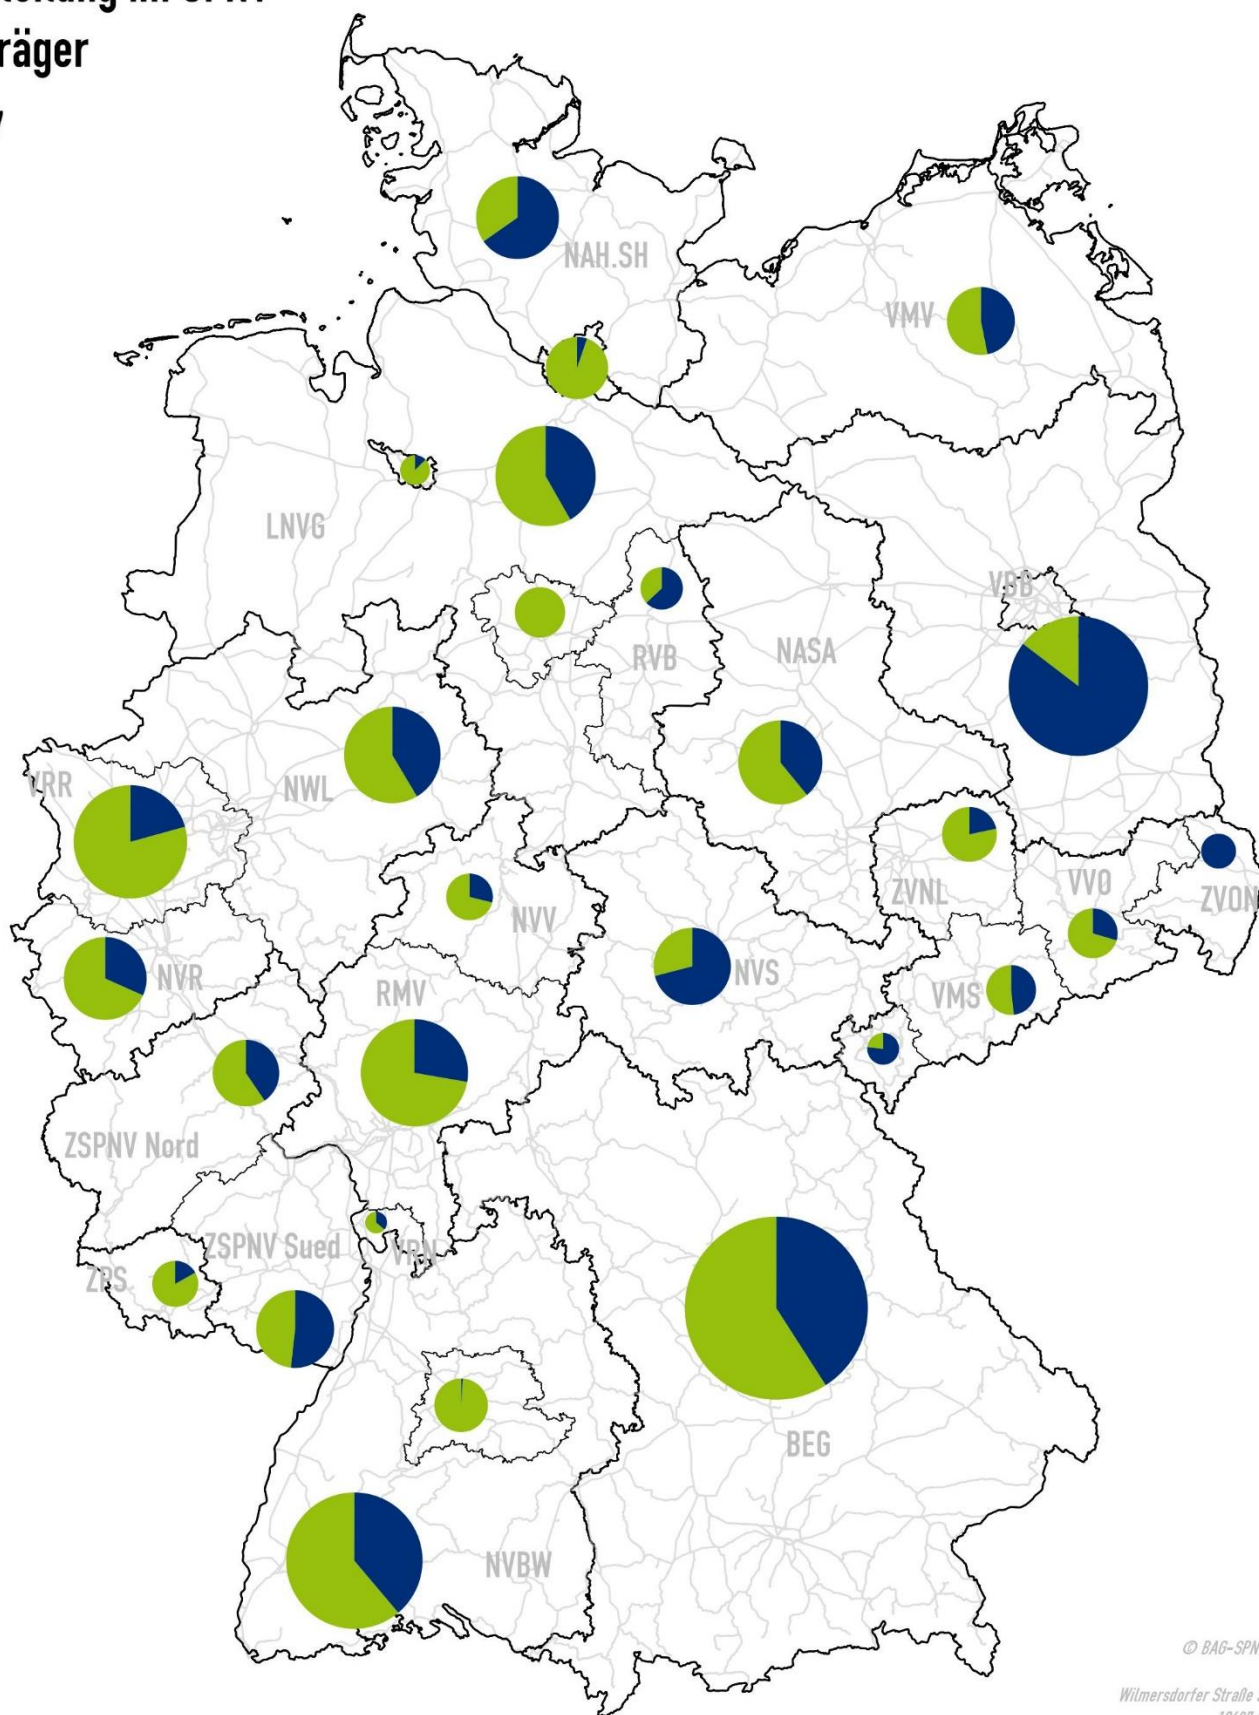 räger
NAH.SH
VMV
LNVG
VBB
RVB
NASA
VRR
NWL
ZVNL
VVO
ZVON
NVV
NVR
RMV
NVS
VMS
ZSPNV Nord
ZSPNV Sued
VRN
ZPS
BEG
NVBW
© BAG-SPN
Wilmersdorfer Straße